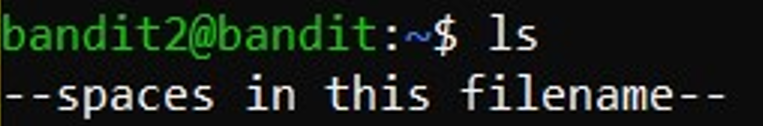 bandit2@bandit:~$ ls
--spaces in this filename--